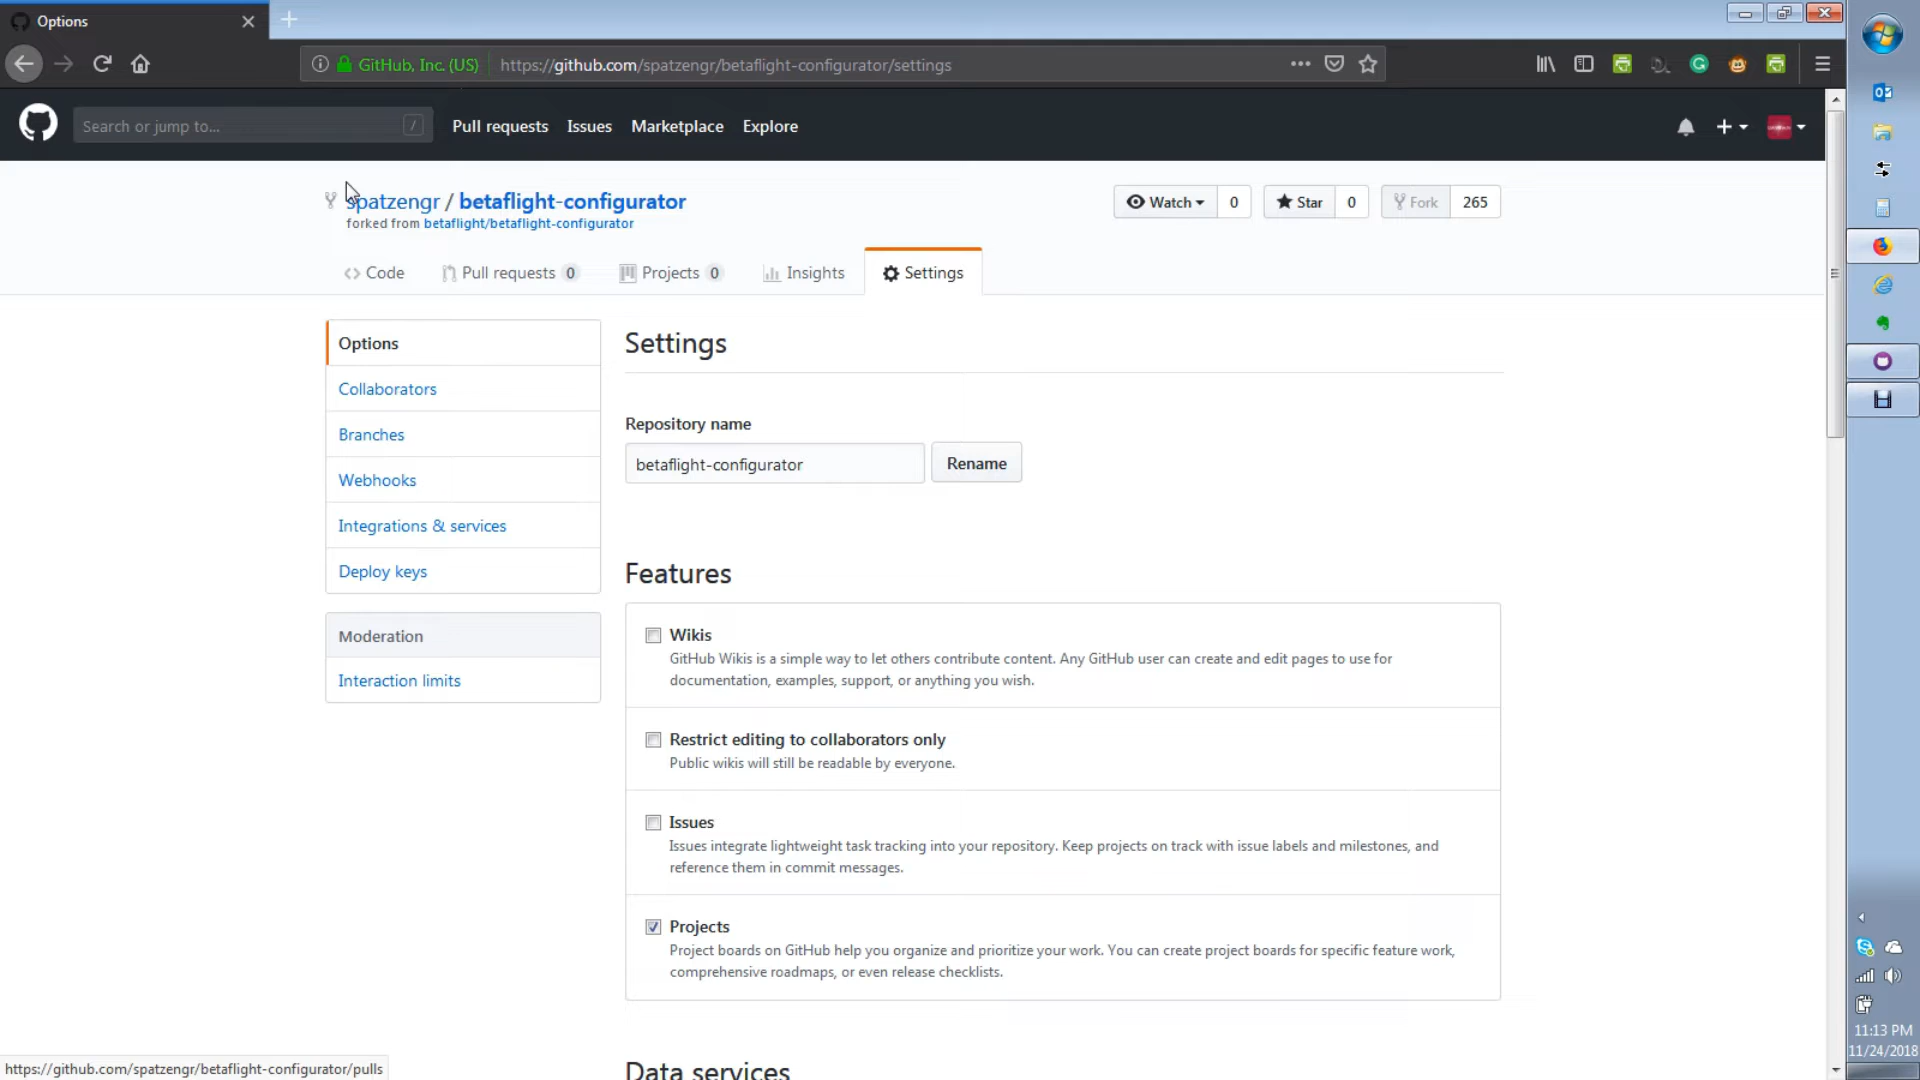 Options
GitHub, Inc. (US)
https://github.com/spatzengr/betaflight-configurator/settings
Search or jump to...
/
Pull requests
Issues
Marketplace
Explore
spatzengr / betaflight-configurator
forked from betaflight/betaflight-configurator
Watch
0
Star
0
Fork
265
Code
Pull requests 0
Projects 0
Insights
Settings
Options
Collaborators
Branches
Webhooks
Integrations & services
Deploy keys
Moderation
Interaction limits
Settings
Repository name
betaflight-configurator
Rename
Features
Wikis
GitHub Wikis is a simple way to let others contribute content. Any GitHub user can create and edit pages to use for
documentation, examples, support, or anything you wish.
Restrict editing to collaborators only
Public wikis will still be readable by everyone.
Issues
Issues integrate lightweight task tracking into your repository. Keep projects on track with issue labels and milestones, and
reference them in commit messages.
Projects
Project boards on GitHub help you organize and prioritize your work. You can create project boards for specific feature work,
comprehensive roadmaps, or even release checklists.
Data services
https://github.com/spatzengr/betaflight-configurator/pulls
11:13 PM
11/24/2018